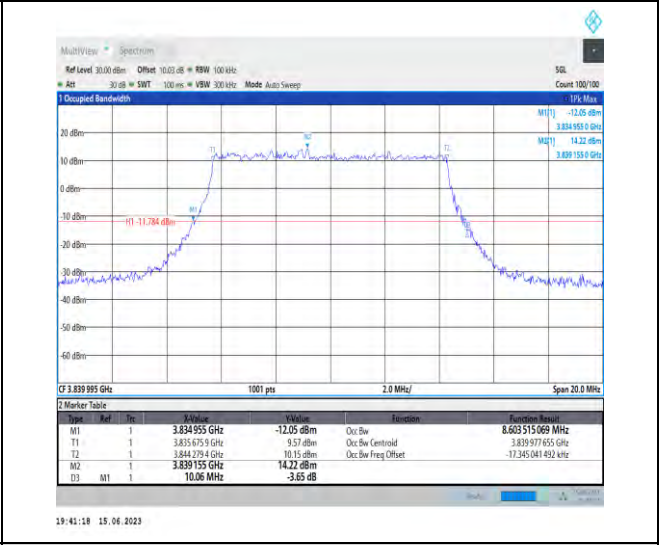 MultiView Spectrum
Ref Level 30.00 dBm Offset 10.03 dB RBW 100 kHz SGL
Att 30 dB SWT 100 ms VBW 300 kHz Mode Auto Sweep Count 100/100
1 Occupied Bandwidth 1Pk Max
M1[1] -12.05 dBm
3.834 955 0 GHz
M2[1] 14.22 dBm
3.839 155 0 GHz
20 dBm
T1 M2 T2
10 dBm
0 dBm
M1
-10 dBm
H1 -11.784 dBm
-20 dBm
-30 dBm
-40 dBm
-50 dBm
-60 dBm
CF 3.839 995 GHz 1001 pts 2.0 MHz/ Span 20.0 MHz
2 Marker Table
Type Ref Trc X-Value Y-Value Function Function Result
M1 1 3.834 955 GHz -12.05 dBm Occ Bw 8.603 515 069 MHz
T1 1 3.835 675 9 GHz 9.57 dBm Occ Bw Centroid 3.839 977 655 GHz
T2 1 3.844 279 4 GHz 10.15 dBm Occ Bw Freq Offset -17.345 041 492 kHz
M2 1 3.839 155 GHz 14.22 dBm
D3 M1 1 10.06 MHz -3.65 dB
19:41:18 15.06.2023